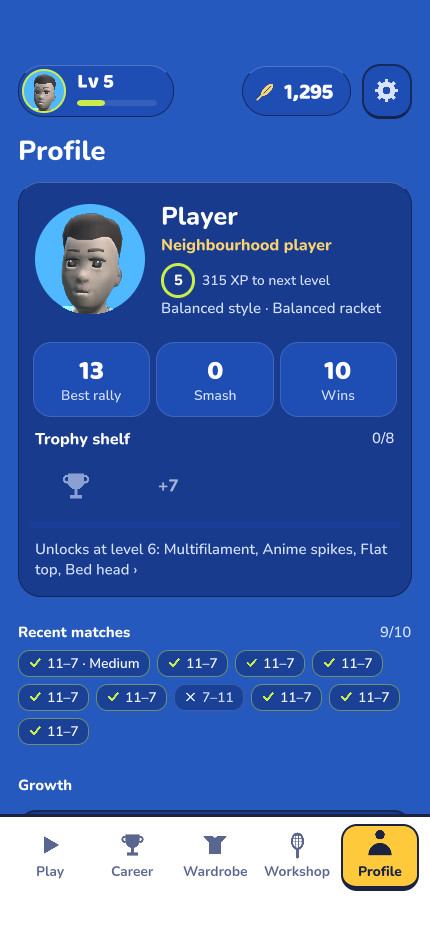 Lv 5
1,295
Profile
Player
Neighbourhood player
5 315 XP to next level
Balanced style · Balanced racket
13 0 10
Best rally Smash Wins
Trophy shelf 0/8
+7
Unlocks at level 6: Multifilament, Anime spikes, Flat
top, Bed head ›
Recent matches 9/10
11–7 · Medium 11–7 11–7 11–7
11–7 11–7 7–11 11–7 11–7
11–7
Growth
Play Career Wardrobe Workshop Profile